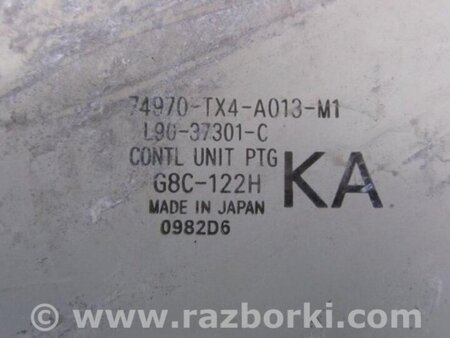 74970-TX4-A013-M1
L90-37301-C
CONTL UNIT PTG
G8C-122H
KA
MADE IN JAPAN
0982D6
© www.razborki.com